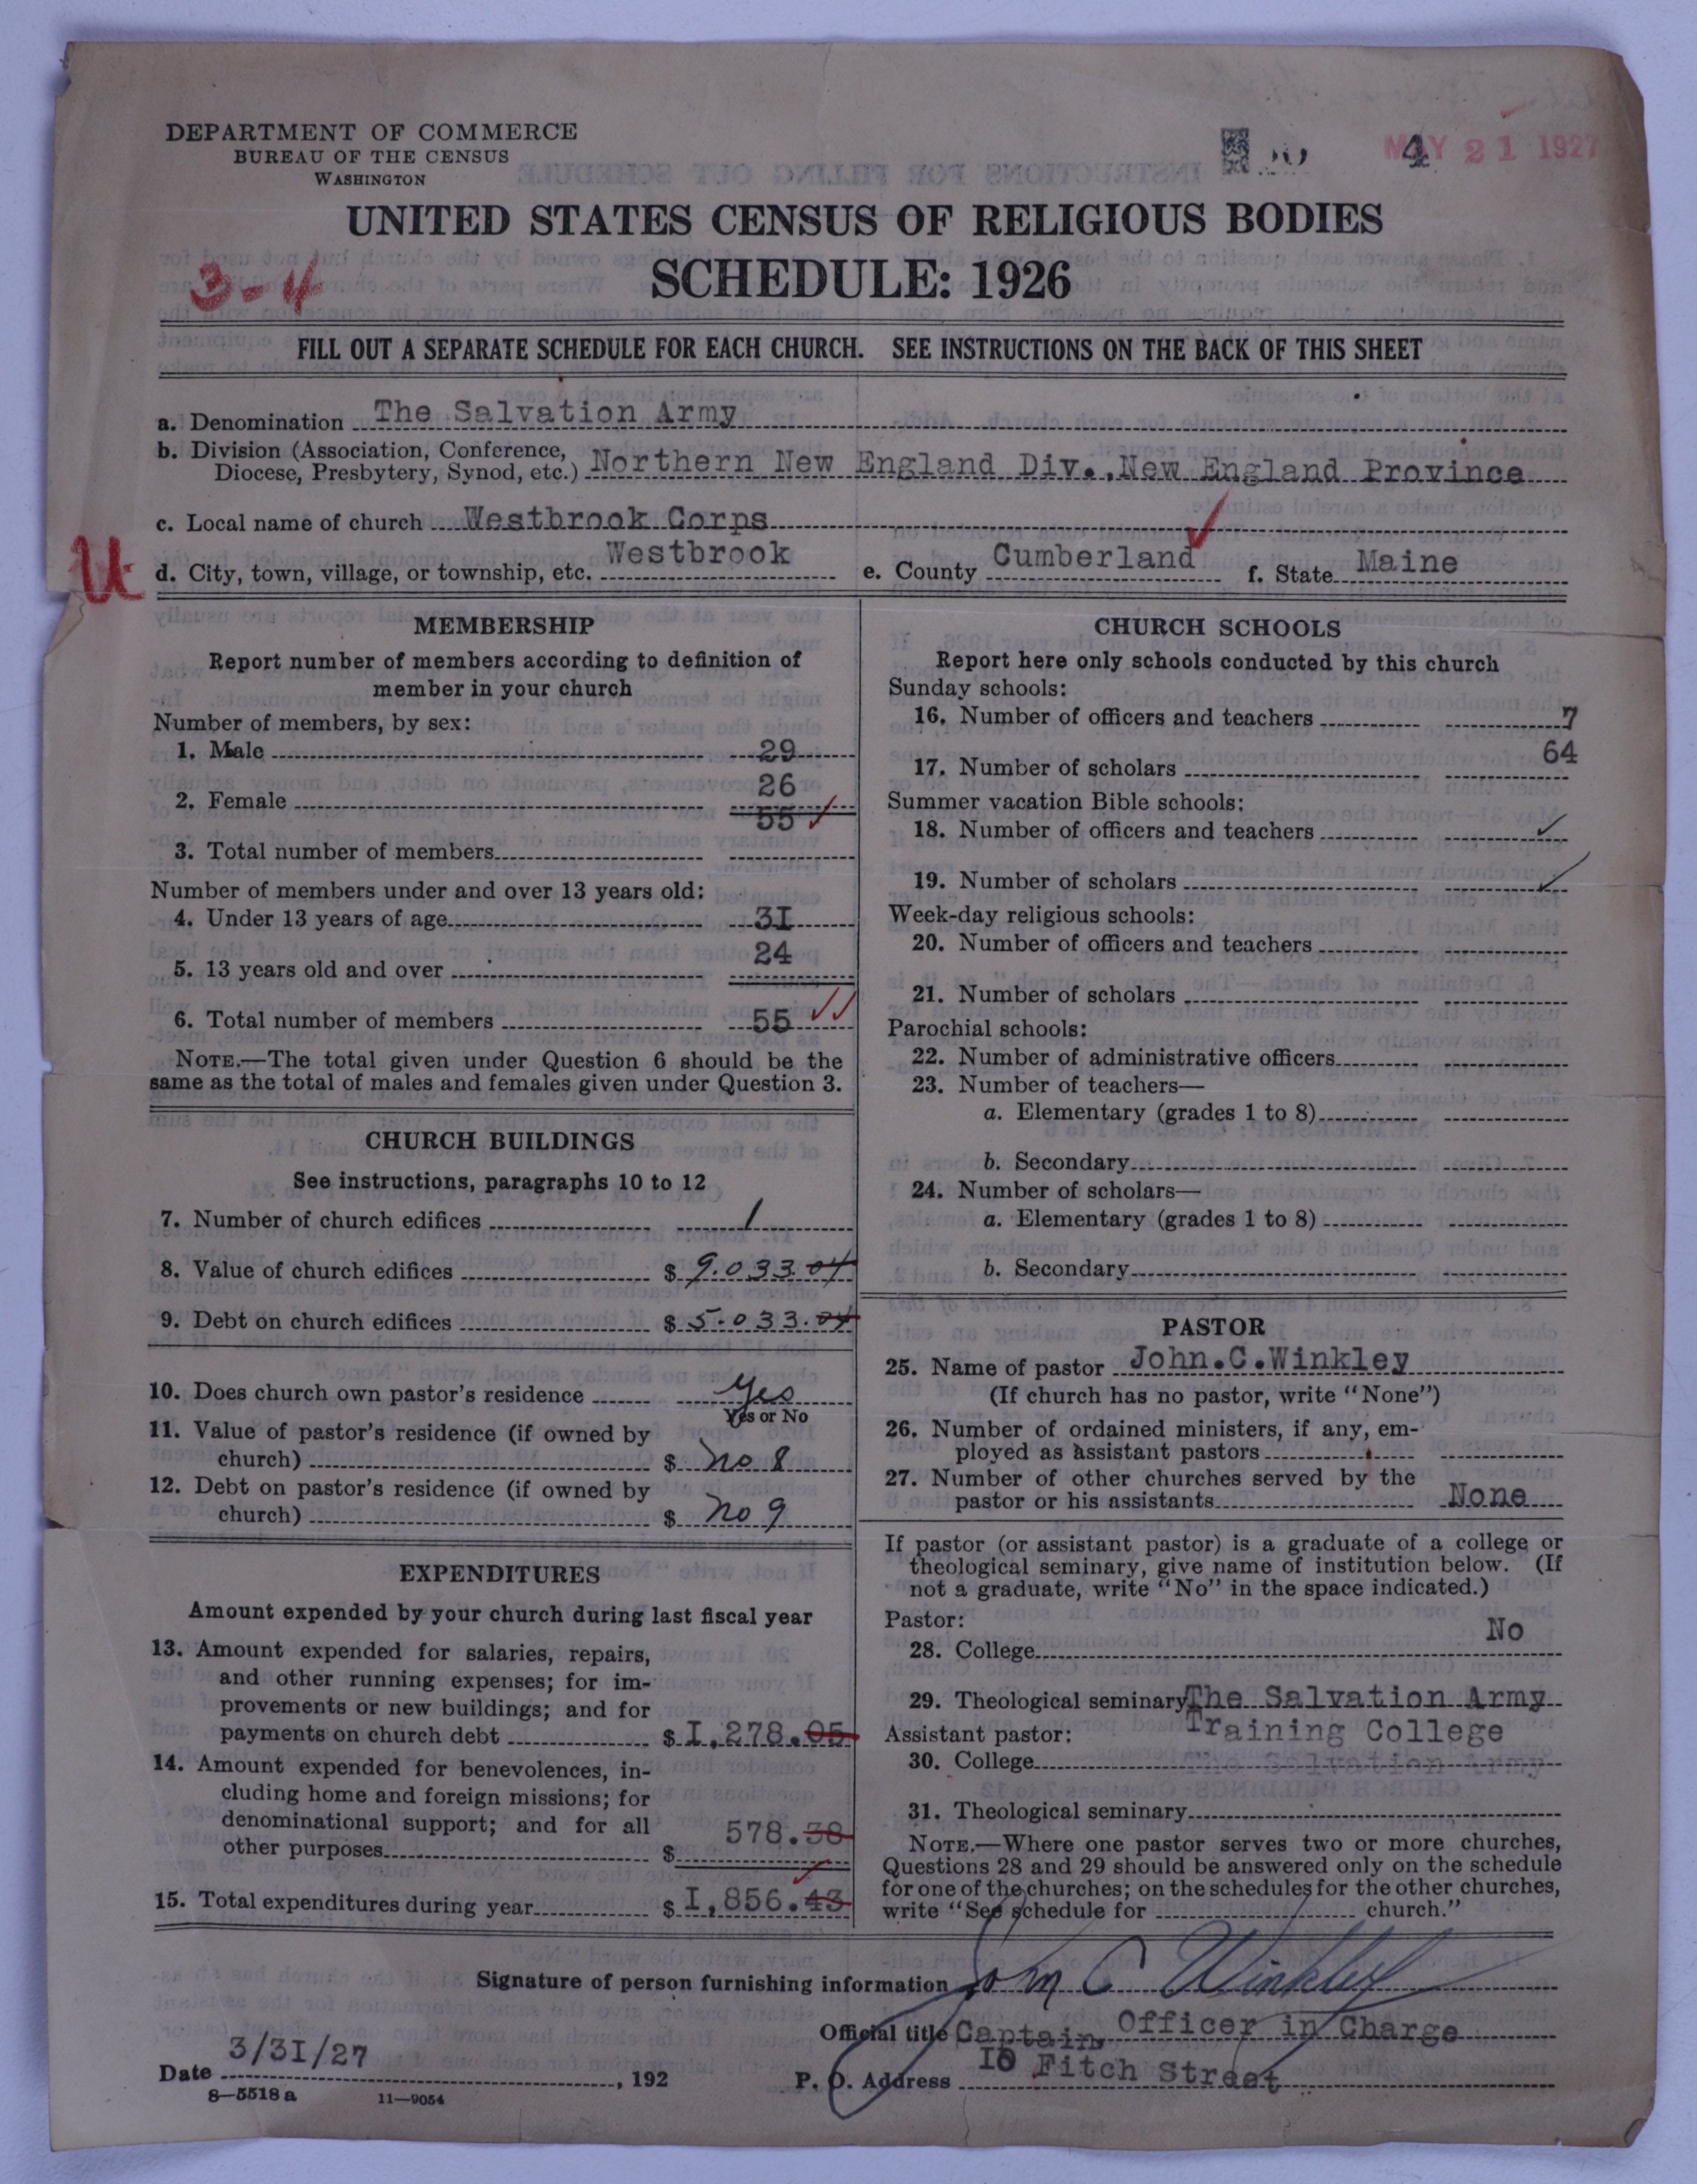 DEPARTMENT OF COMMERCE
BUREAU OF THE CENSUS
WASHINGTON
4
MAY 21 1927
UNITED STATES CENSUS OF RELIGIOUS BODIES
SCHEDULE: 1926
3-4
FILL OUT A SEPARATE SCHEDULE FOR EACH CHURCH. SEE INSTRUCTIONS ON THE BACK OF THIS SHEET
a. Denomination The Salvation Army
b. Division (Association, Conference,
Diocese, Presbytery, Synod, etc.) Northern New England Div., New England Province
c. Local name of church Westbrook Corps
U
d. City, town, village, or township, etc. Westbrook e. County Cumberland f. State Maine
MEMBERSHIP
Report number of members according to definition of
member in your church
Number of members, by sex:
1. Male 29
2. Female 26
55
3. Total number of members
Number of members under and over 13 years old:
4. Under 13 years of age 3I
5. 13 years old and over 24
6. Total number of members 55
NOTE.—The total given under Question 6 should be the
same as the total of males and females given under Question 3.
CHURCH BUILDINGS
See instructions, paragraphs 10 to 12
7. Number of church edifices 1
8. Value of church edifices $ 9.033.04
9. Debt on church edifices $ 5.033.04
10. Does church own pastor's residence Yes
Yes or No
11. Value of pastor's residence (if owned by
church) $ No 8
12. Debt on pastor's residence (if owned by
church) $ No 9
EXPENDITURES
Amount expended by your church during last fiscal year
13. Amount expended for salaries, repairs,
and other running expenses; for im-
provements or new buildings; and for
payments on church debt $ I,278.05
14. Amount expended for benevolences, in-
cluding home and foreign missions; for
denominational support; and for all
other purposes $ 578.38
15. Total expenditures during year $ I,856.43
CHURCH SCHOOLS
Report here only schools conducted by this church
Sunday schools:
16. Number of officers and teachers 7
17. Number of scholars 64
Summer vacation Bible schools:
18. Number of officers and teachers
19. Number of scholars
Week-day religious schools:
20. Number of officers and teachers
21. Number of scholars
Parochial schools:
22. Number of administrative officers
23. Number of teachers—
a. Elementary (grades 1 to 8)
b. Secondary
24. Number of scholars—
a. Elementary (grades 1 to 8)
b. Secondary
PASTOR
25. Name of pastor John.C.Winkley
(If church has no pastor, write "None")
26. Number of ordained ministers, if any, em-
ployed as assistant pastors
27. Number of other churches served by the
pastor or his assistants None
If pastor (or assistant pastor) is a graduate of a college or
theological seminary, give name of institution below. (If
not a graduate, write "No" in the space indicated.)
Pastor:
28. College No
29. Theological seminary The Salvation Army
Assistant pastor: Training College
30. College The Salvation Army
31. Theological seminary
NOTE.—Where one pastor serves two or more churches,
Questions 28 and 29 should be answered only on the schedule
for one of the churches; on the schedules for the other churches,
write "See schedule for church."
Signature of person furnishing information John C Winkley
Official title Captain, Officer in Charge
Date 3/3I/27, 192
P. O. Address I0 Fitch Street
8—5518 a 11—9054